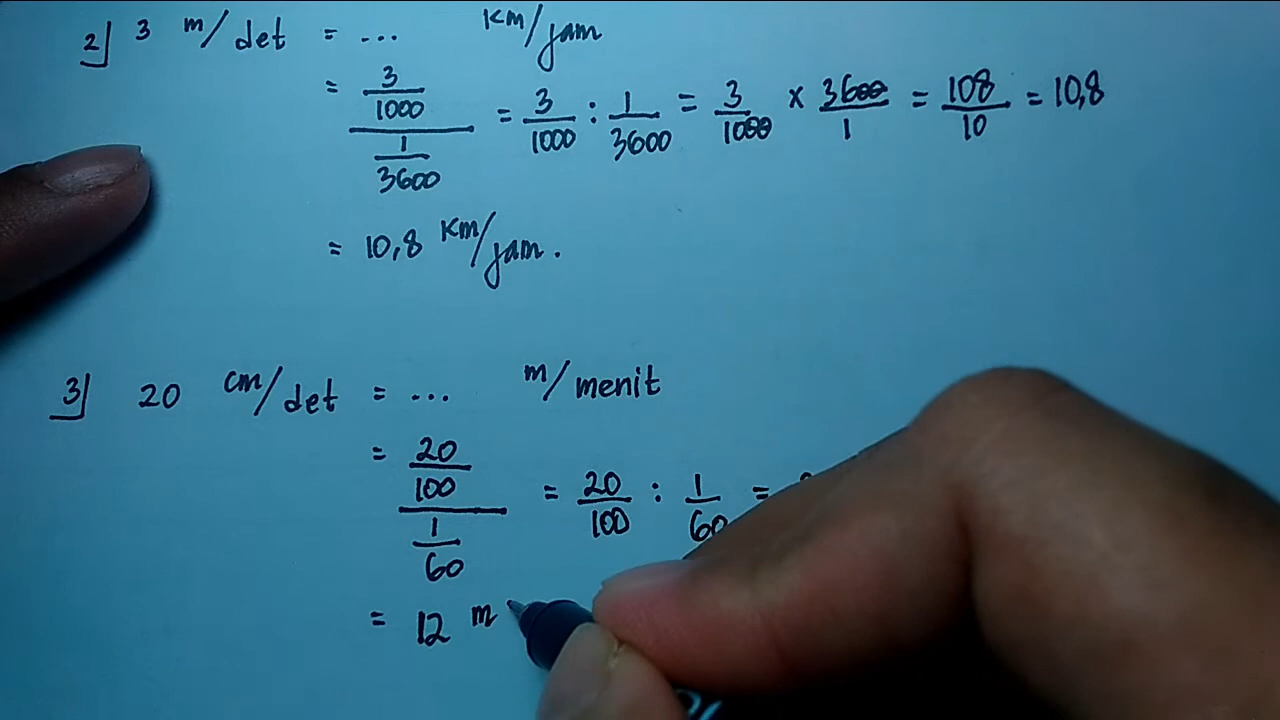 2] 3 m/det = ... Km/jam
= 3/1000 / 1/3600 = 3/1000 : 1/3600 = 3/1000 x 3600/1 = 108/10 = 10,8
= 10,8 Km/jam.
3] 20 cm/det = ... m/menit
= 20/100 / 1/60 = 20/100 : 1/60 =
= 12 m